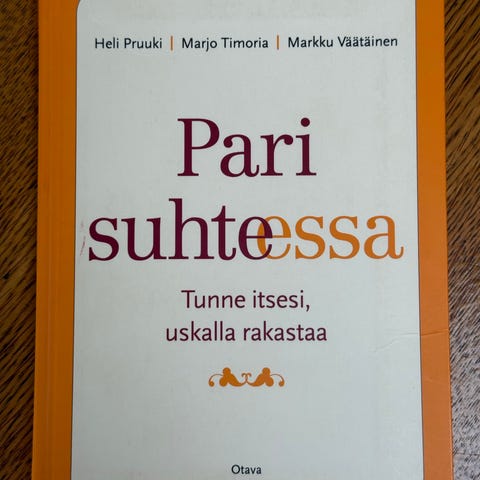 Heli Pruuki | Marjo Timoria | Markku Väätäinen
Pari
suhteessa
Tunne itsesi,
uskalla rakastaa
Otava